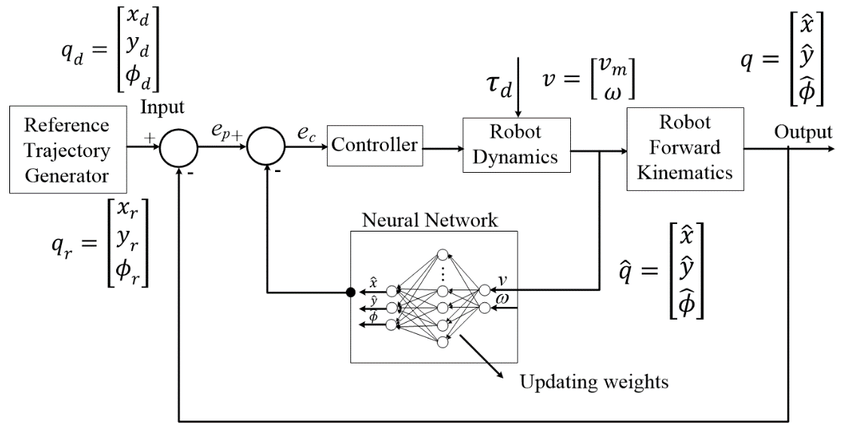 q_d = [x_d
y_d
ϕ_d]
Reference
Trajectory
Generator
q_r = [x_r
y_r
ϕ_r]
Input
+
-
e_p+
-
e_c
Controller
τ_d
v = [v_m
ω]
Robot
Dynamics
Robot
Forward
Kinematics
q = [x̂
ŷ
ϕ̂]
Output
Neural Network
x̂
ŷ
ϕ
v
ω
q̂ = [x̂
ŷ
ϕ̂]
Updating weights